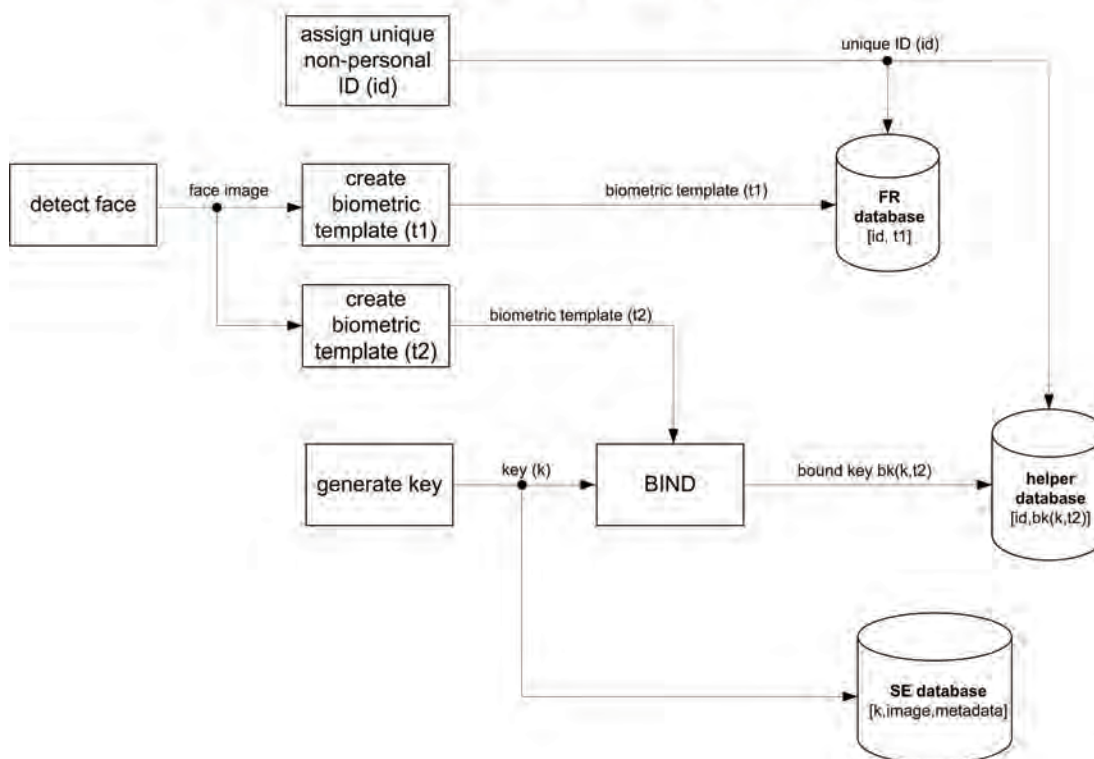 assign unique
non-personal
ID (id)
unique ID (id)
detect face
face image
create
biometric
template (t1)
biometric template (t1)
FR
database
[id, t1]
create
biometric
template (t2)
biometric template (t2)
generate key
key (k)
BIND
bound key bk(k,t2)
helper
database
[id,bk(k,t2)]
SE database
[k,image,metadata]